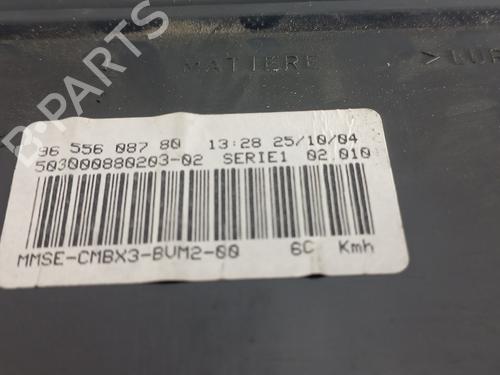 MATIERE
96 556 087 80 13:28 25/10/04
503000880203-02 SERIE1 02.010
MMSE-CMBX3-BVM2-00 6C Kmh
B-PARTS